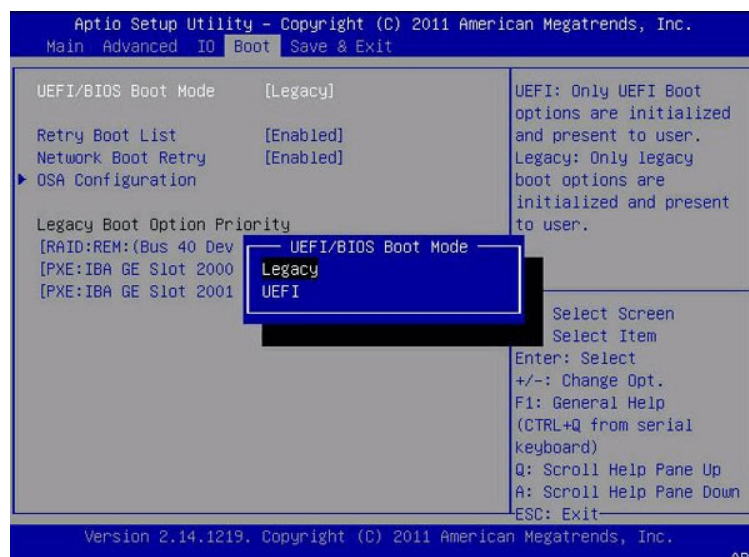 Aptio Setup Utility – Copyright (C) 2011 American Megatrends, Inc.
Main Advanced IO Boot Save & Exit
UEFI/BIOS Boot Mode [Legacy]
Retry Boot List [Enabled]
Network Boot Retry [Enabled]
OSA Configuration
Legacy Boot Option Priority
[RAID:REM:(Bus 40 Dev
[PXE:IBA GE Slot 2000
[PXE:IBA GE Slot 2001
UEFI/BIOS Boot Mode
Legacy
UEFI
UEFI: Only UEFI Boot
options are initialized
and present to user.
Legacy: Only legacy
boot options are
initialized and present
to user.
Select Screen
Select Item
Enter: Select
+/-: Change Opt.
F1: General Help
(CTRL+Q from serial
keyboard)
Q: Scroll Help Pane Up
A: Scroll Help Pane Down
ESC: Exit
Version 2.14.1219. Copyright (C) 2011 American Megatrends, Inc.